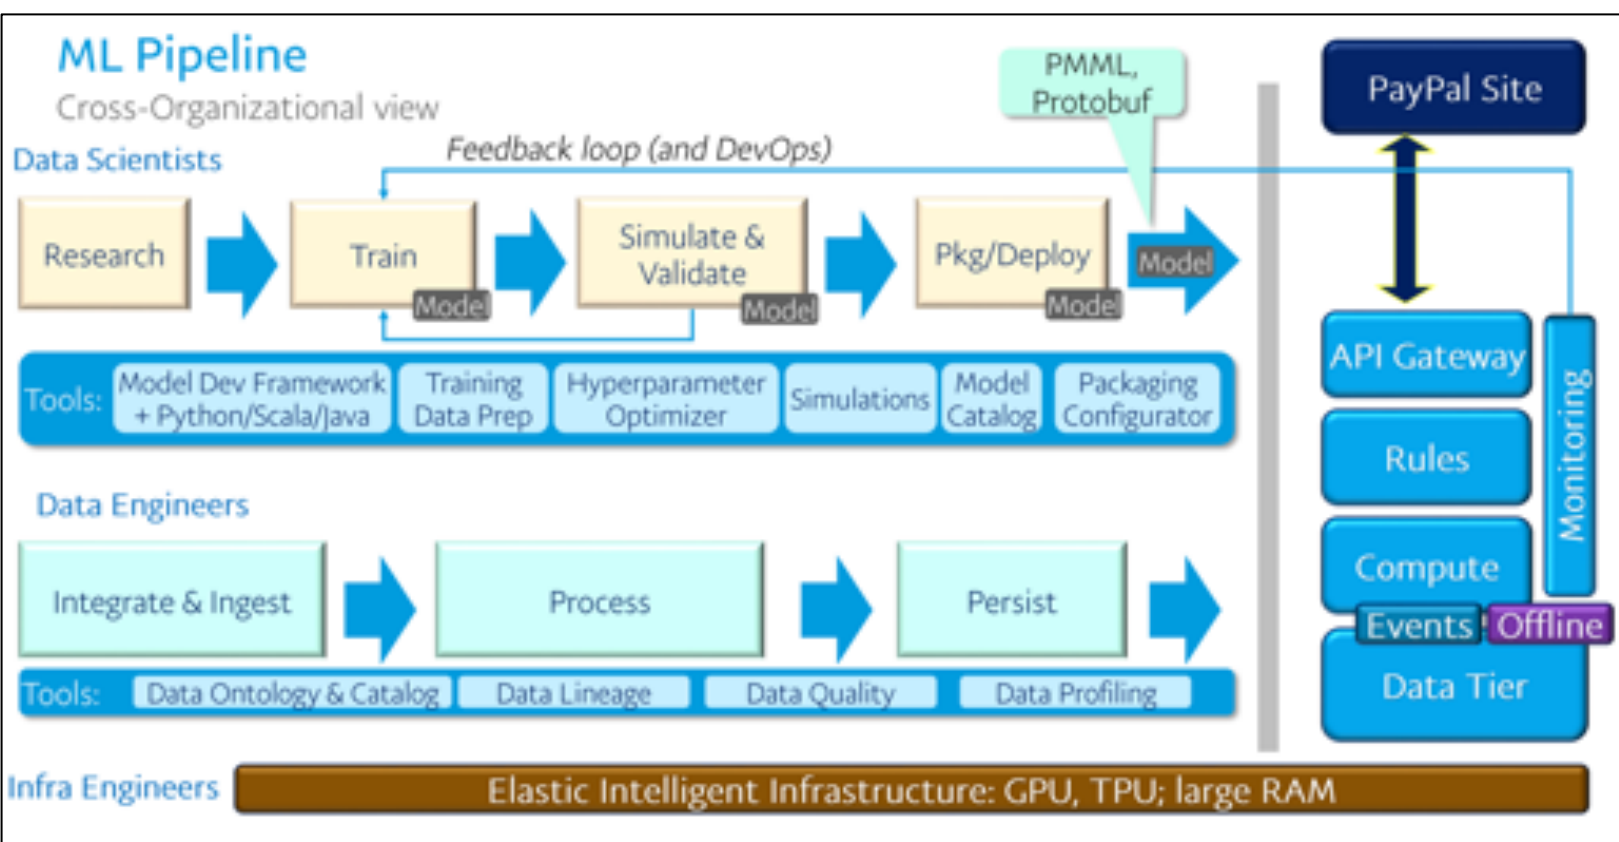 ML Pipeline
Cross-Organizational view
PMML,
Protobuf
PayPal Site
Data Scientists
Feedback loop (and DevOps)
Research
Train
Model
Simulate &
Validate
Model
Pkg/Deploy
Model
Model
Tools:
Model Dev Framework
+ Python/Scala/Java
Training
Data Prep
Hyperparameter
Optimizer
Simulations
Model
Catalog
Packaging
Configurator
API Gateway
Rules
Compute
Monitoring
Events
Offline
Data Tier
Data Engineers
Integrate & Ingest
Process
Persist
Tools:
Data Ontology & Catalog
Data Lineage
Data Quality
Data Profiling
Infra Engineers
Elastic Intelligent Infrastructure: GPU, TPU; large RAM